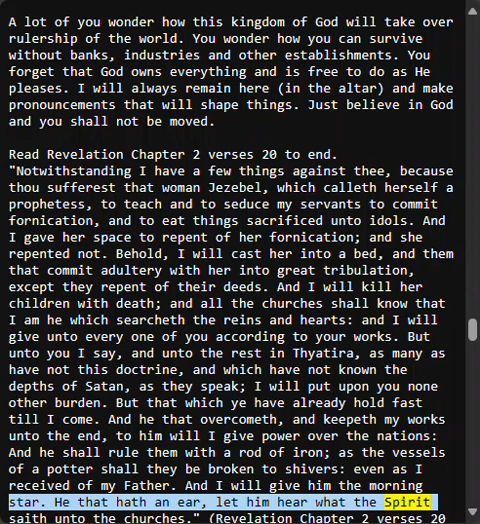 A lot of you wonder how this kingdom of God will take over
rulership of the world. You wonder how you can survive
without banks, industries and other establishments. You
forget that God owns everything and is free to do as He
pleases. I will always remain here (in the altar) and make
pronouncements that will shape things. Just believe in God
and you shall not be moved.
Read Revelation Chapter 2 verses 20 to end.
"Notwithstanding I have a few things against thee, because
thou sufferest that woman Jezebel, which calleth herself a
prophetess, to teach and to seduce my servants to commit
fornication, and to eat things sacrificed unto idols. And
I gave her space to repent of her fornication; and she
repented not. Behold, I will cast her into a bed, and them
that commit adultery with her into great tribulation,
except they repent of their deeds. And I will kill her
children with death; and all the churches shall know that
I am he which searcheth the reins and hearts: and I will
give unto every one of you according to your works. But
unto you I say, and unto the rest in Thyatira, as many as
have not this doctrine, and which have not known the
depths of Satan, as they speak; I will put upon you none
other burden. But that which ye have already hold fast
till I come. And he that overcometh, and keepeth my works
unto the end, to him will I give power over the nations:
And he shall rule them with a rod of iron; as the vessels
of a potter shall they be broken to shivers: even as I
received of my Father. And I will give him the morning
star. He that hath an ear, let him hear what the Spirit
saith unto the churches." (Revelation Chapter 2 verses 20